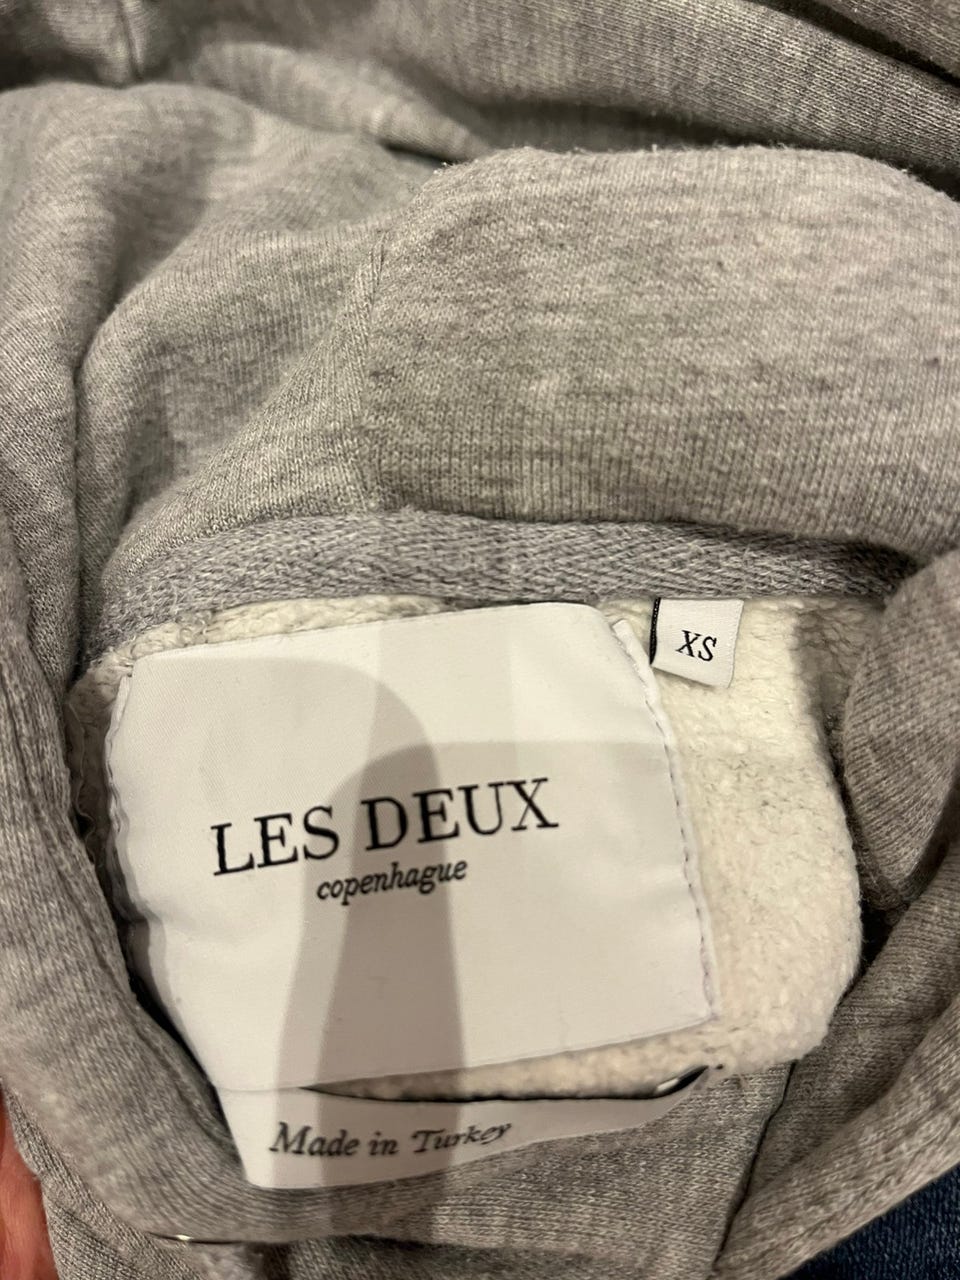 XS
LES DEUX
copenhague
Made in Turkey